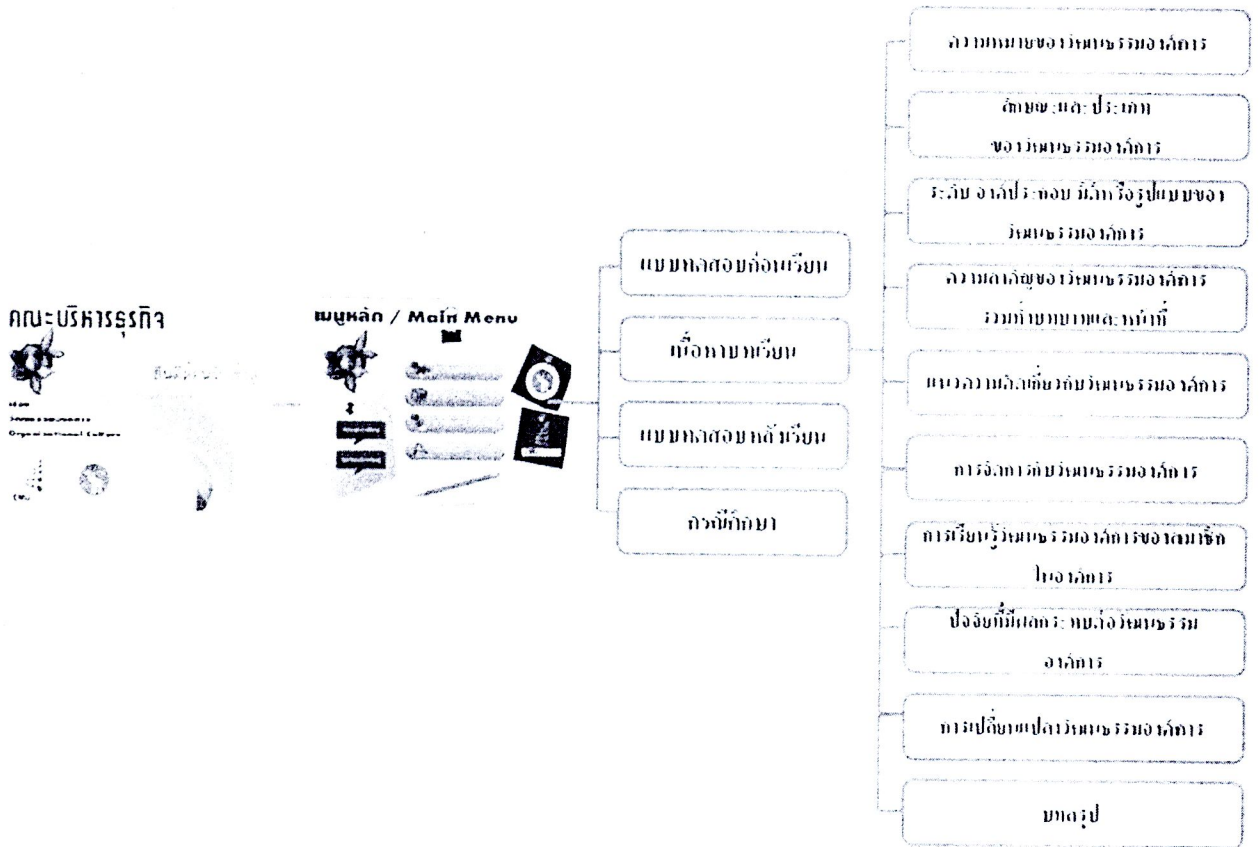 คณะบริหารธุรกิจ
Organizational Culture
เมนูหลัก / Main Menu
แบบทดสอบก่อนเรียน
เนื้อหาบทเรียน
แบบทดสอบหลังเรียน
กรณีศึกษา
ความหมายของวัฒนธรรมองค์การ
ลักษณะและประเภท
ของวัฒนธรรมองค์การ
ระดับ องค์ประกอบ มิติหรือรูปแบบของ
วัฒนธรรมองค์การ
ความสำคัญของวัฒนธรรมองค์การ
รวมทั้งบทบาทและหน้าที่
แนวความคิดเกี่ยวกับวัฒนธรรมองค์การ
การจัดการกับวัฒนธรรมองค์การ
การเรียนรู้วัฒนธรรมองค์การของสมาชิก
ในองค์การ
ปัจจัยที่มีผลกระทบต่อวัฒนธรรม
องค์การ
การเปลี่ยนแปลงวัฒนธรรมองค์การ
บทสรุป